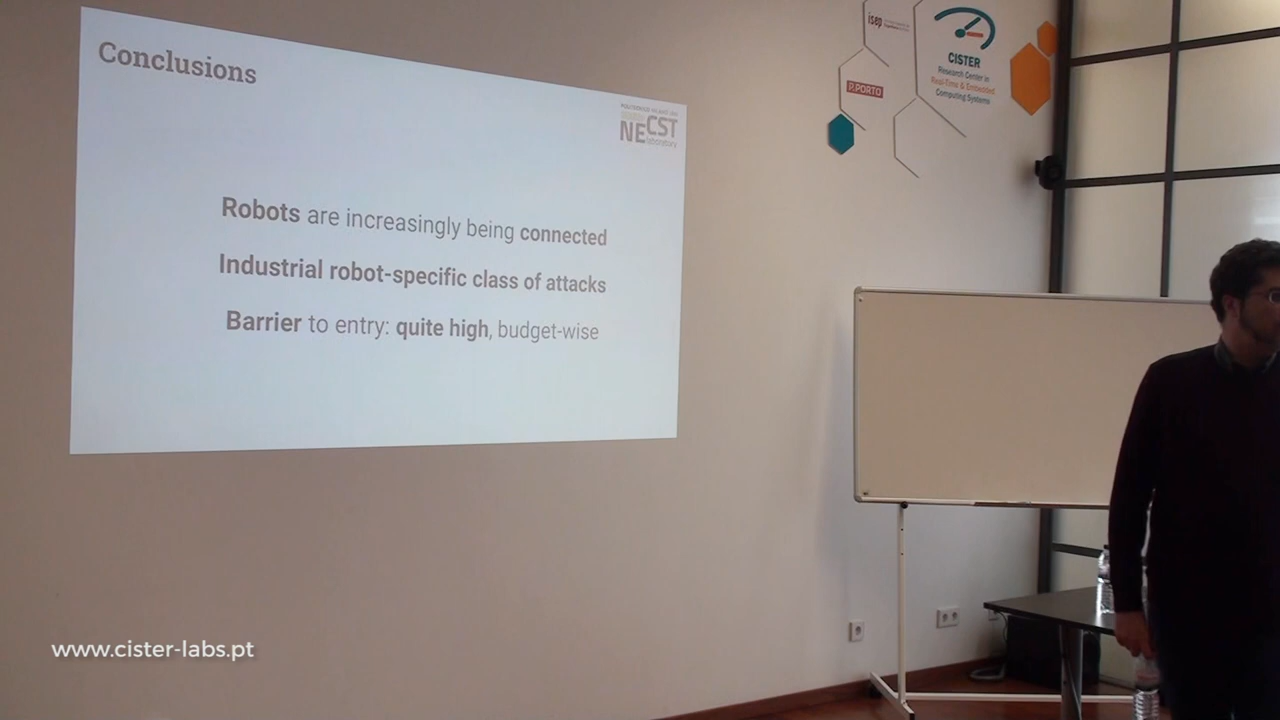 Conclusions
NECST
laboratory
Robots are increasingly being connected
Industrial robot-specific class of attacks
Barrier to entry: quite high, budget-wise
isep
P.PORTO
CISTER
Research Center in
Real-Time & Embedded
Computing Systems
www.cister-labs.pt